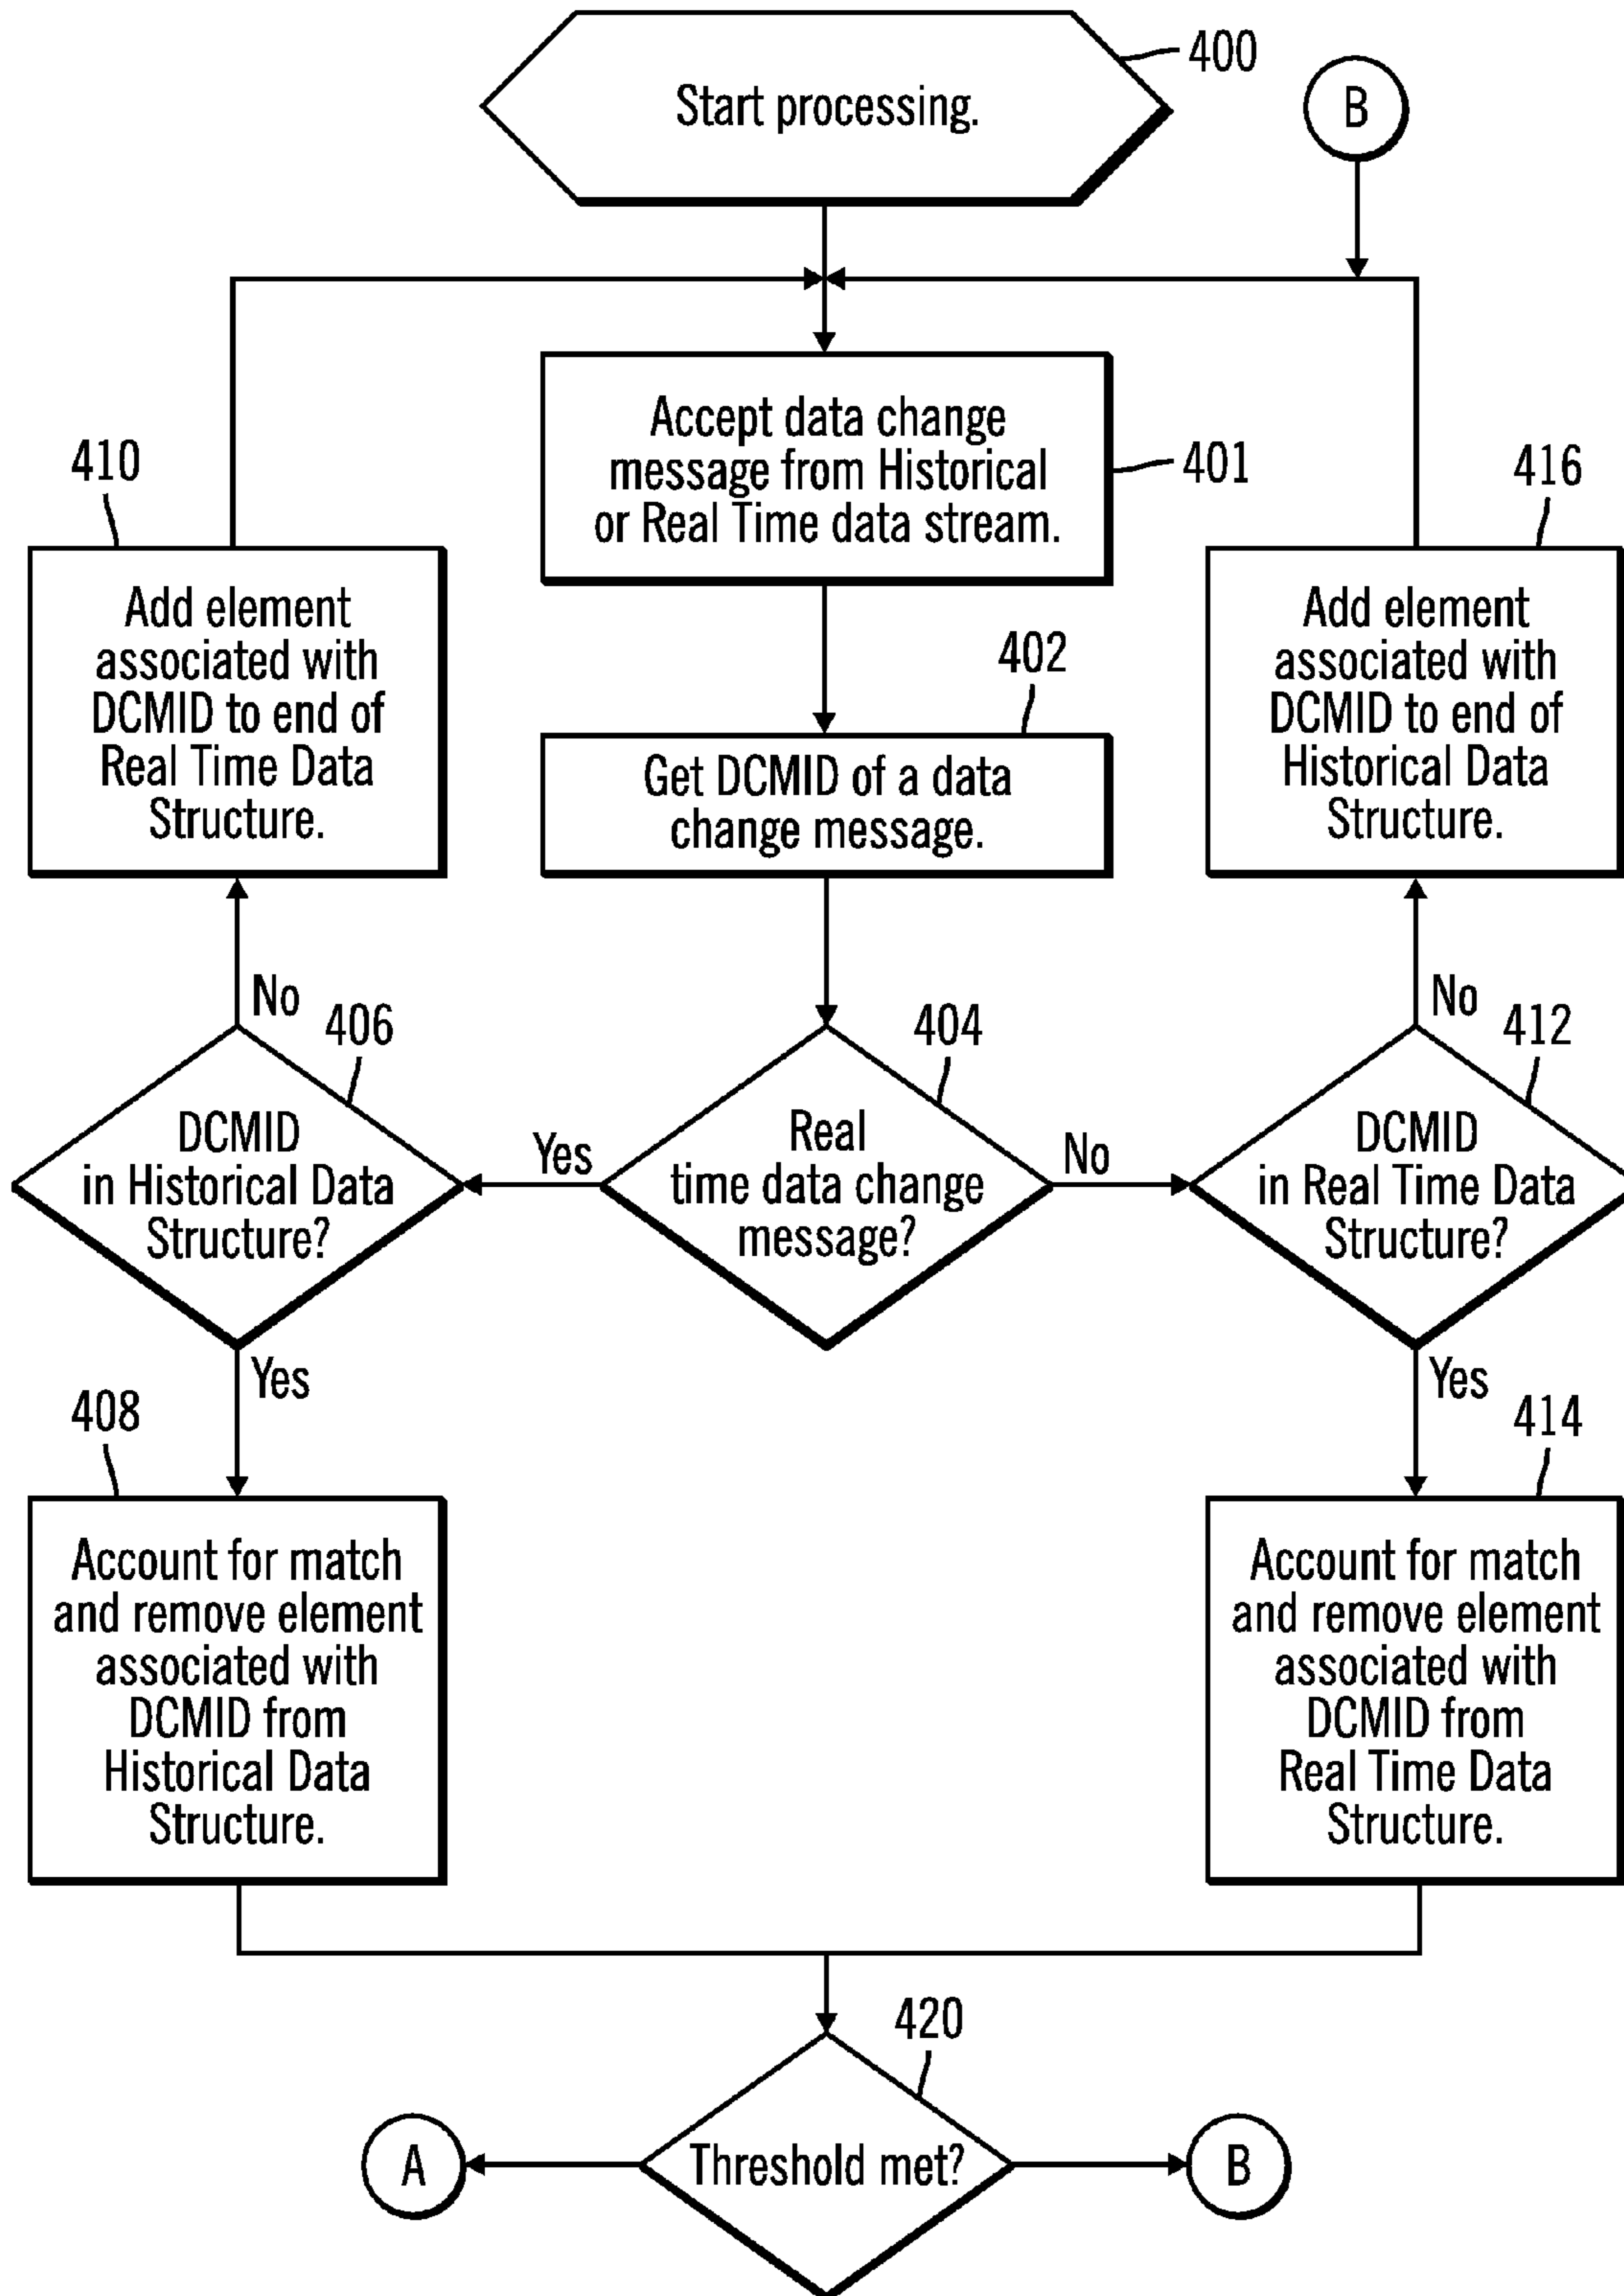 400
Start processing.
B
Accept data change
message from Historical
or Real Time data stream.
401
410
Add element
associated with
DCMID to end of
Real Time Data
Structure.
402
Get DCMID of a data
change message.
416
Add element
associated with
DCMID to end of
Historical Data
Structure.
No
406
DCMID
in Historical Data
Structure?
Yes
404
Real
time data change
message?
No
No
412
DCMID
in Real Time Data
Structure?
Yes
408
Account for match
and remove element
associated with
DCMID from
Historical Data
Structure.
Yes
414
Account for match
and remove element
associated with
DCMID from
Real Time Data
Structure.
420
A
Threshold met?
B